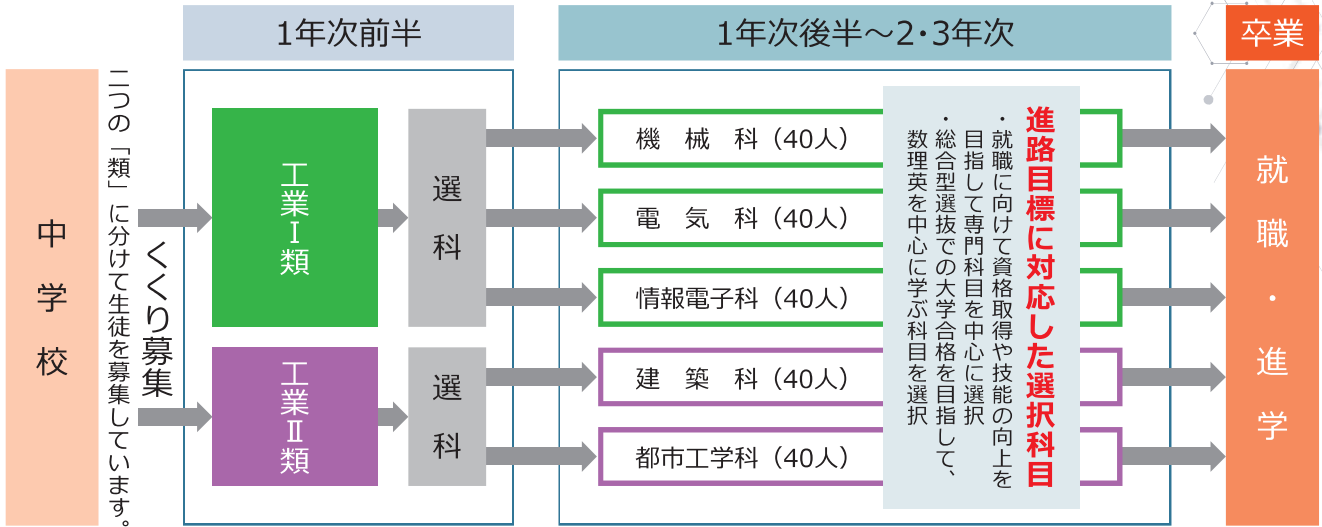 1年次前半
1年次後半～2・3年次
卒業
中学校
二つの「類」に分けて生徒を募集しています。
くくり募集
工業Ⅰ類
選科
工業Ⅱ類
選科
機　械　科（40人）
電　気　科（40人）
情報電子科（40人）
建　築　科（40人）
都市工学科（40人）
進路目標に対応した選択科目
・就職に向けて資格取得や技能の向上を
目指して専門科目を中心に選択
・総合型選抜での大学合格を目指して、
数理英を中心に学ぶ科目を選択
就職・進学